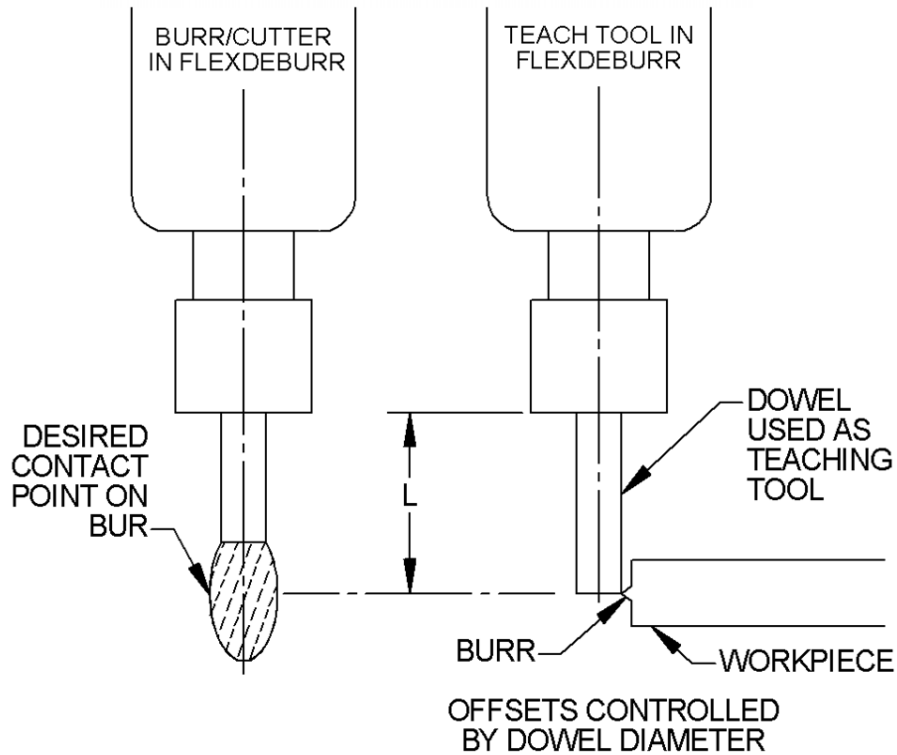 BURR/CUTTER
IN FLEXDEBURR
TEACH TOOL IN
FLEXDEBURR
DESIRED
CONTACT
POINT ON
BUR
L
DOWEL
USED AS
TEACHING
TOOL
BURR
WORKPIECE
OFFSETS CONTROLLED
BY DOWEL DIAMETER